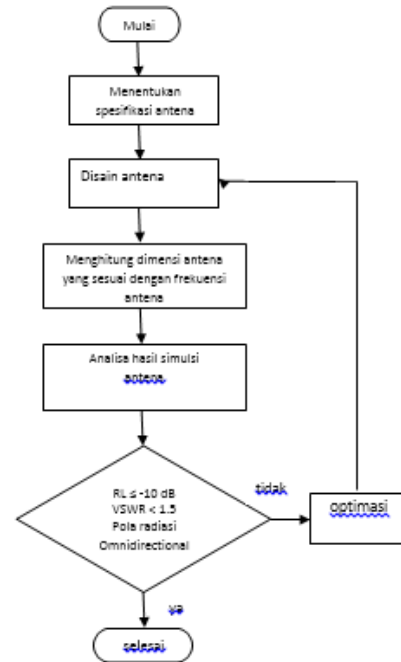 Mulai
Menentukan
spesifikasi antena
Disain antena
Menghitung dimensi antena
yang sesuai dengan frekuensi
antena
Analisa hasil simulsi
antena
RL ≤ -10 dB
VSWR < 1.5
Pola radiasi
Omnidirectional
tidak
optimasi
ya
selesai